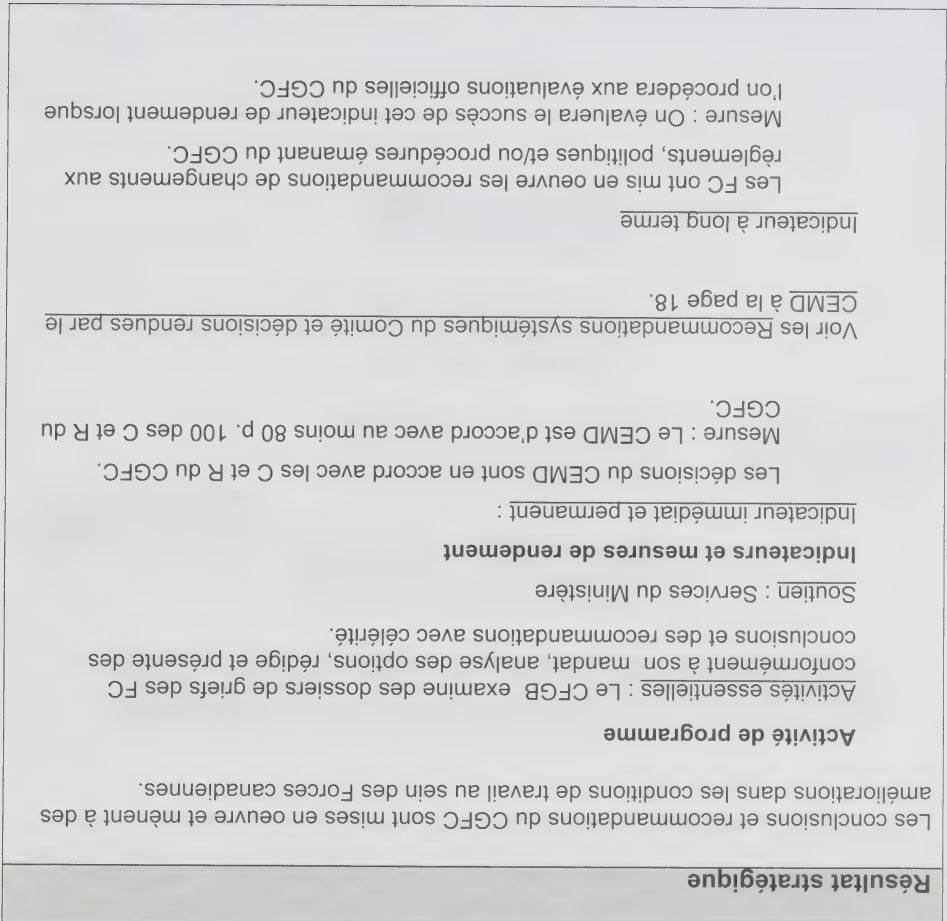 Résultat stratégique
Les conclusions et recommandations du CGFC sont mises en oeuvre et mènent à des
améliorations dans les conditions de travail au sein des Forces canadiennes.
Activité de programme
Activités essentielles : Le CFGB examine des dossiers de griefs des FC
conformément à son mandat, analyse des options, rédige et présente des
conclusions et des recommandations avec célérité.
Soutien : Services du Ministère
Indicateurs et mesures de rendement
Indicateur immédiat et permanent :
Les décisions du CEMD sont en accord avec les C et R du CGFC.
Mesure : Le CEMD est d'accord avec au moins 80 p. 100 des C et R du
CGFC.
Voir les Recommandations systémiques du Comité et décisions rendues par le
CEMD à la page 18.
Indicateur à long terme
Les FC ont mis en oeuvre les recommandations de changements aux
règlements, politiques et/ou procédures émanant du CGFC.
Mesure : On évaluera le succès de cet indicateur de rendement lorsque
l'on procédera aux évaluations officielles du CGFC.